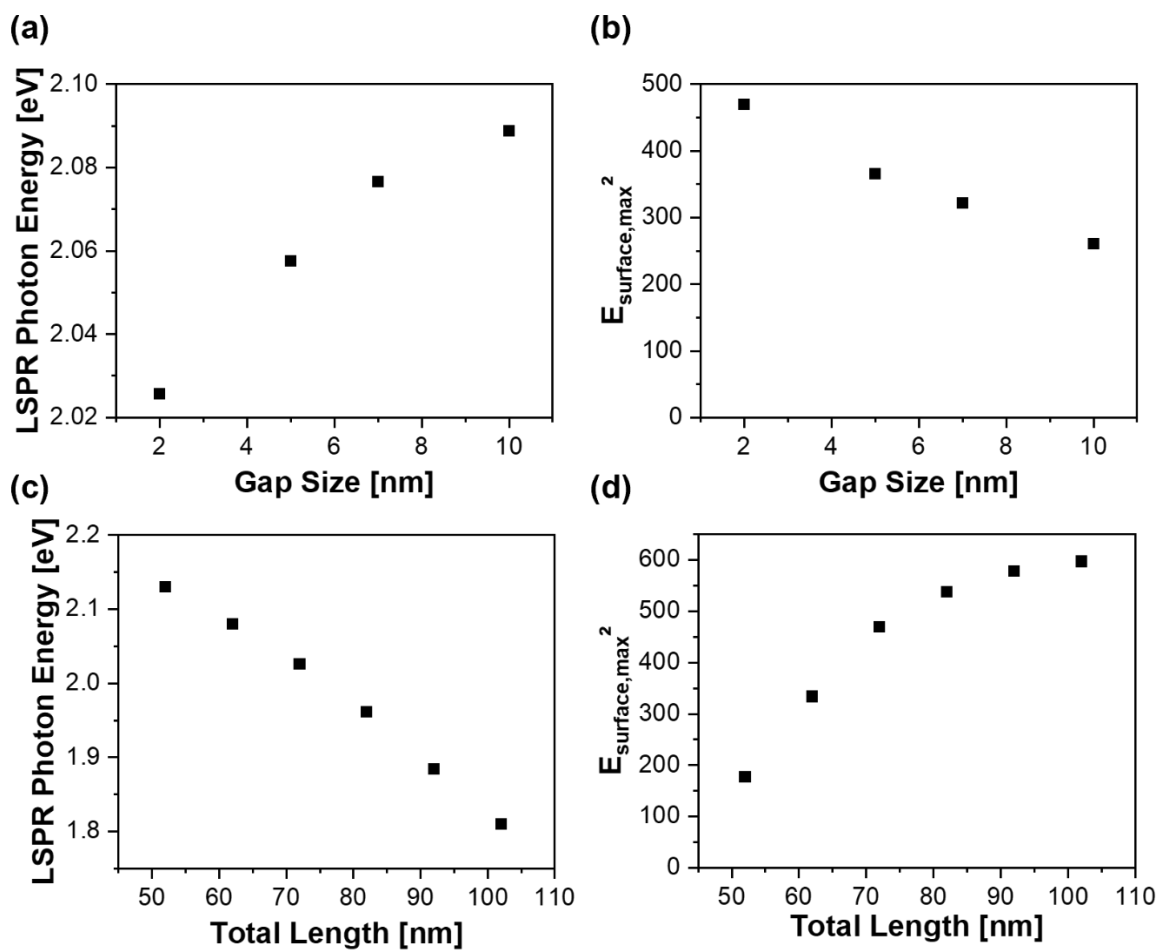 (a)
LSPR Photon Energy [eV]
2.10
2.08
2.06
2.04
2.02
2 4 6 8 10
Gap Size [nm]
(b)
E_surface,max²
500
400
300
200
100
0
2 4 6 8 10
Gap Size [nm]
(c)
LSPR Photon Energy [eV]
2.2
2.1
2.0
1.9
1.8
50 60 70 80 90 100 110
Total Length [nm]
(d)
E_surface,max²
600
500
400
300
200
100
0
50 60 70 80 90 100 110
Total Length [nm]